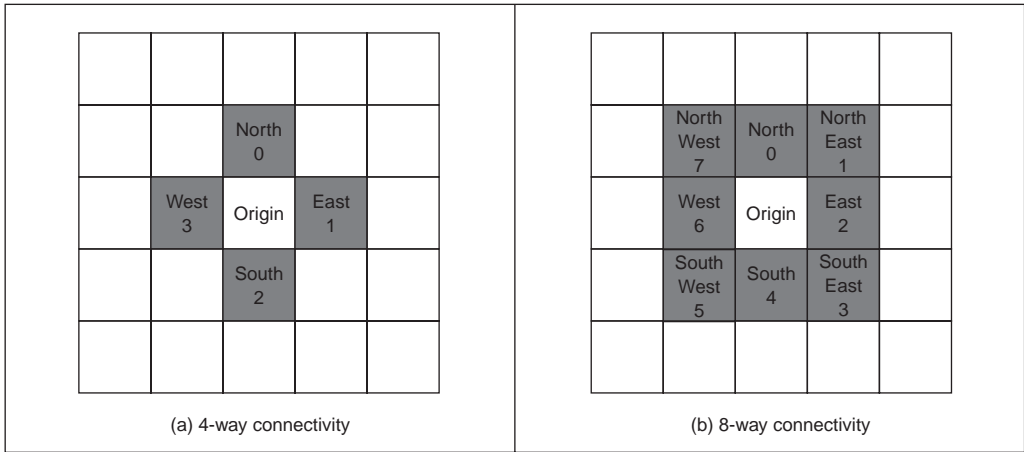 North
0
West
3
Origin
East
1
South
2
(a) 4-way connectivity
North
West
7
North
0
North
East
1
West
6
Origin
East
2
South
West
5
South
4
South
East
3
(b) 8-way connectivity